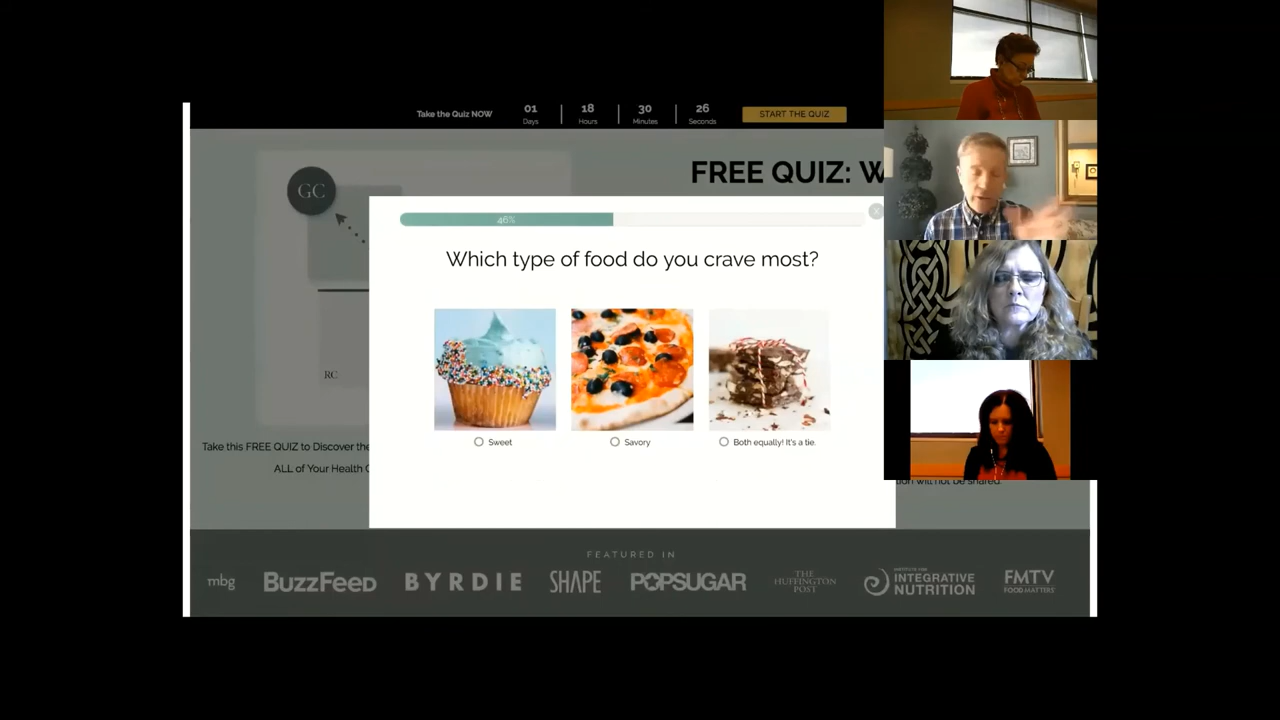 Take the Quiz NOW
01
Days
18
Hours
30
Minutes
26
Seconds
START THE QUIZ
FREE QUIZ: W
GC
46%
Which type of food do you crave most?
Sweet
Savory
Both equally! It's a tie.
RC
Take this FREE QUIZ to Discover the
ALL of Your Health
will not be shared.
FEATURED IN
mbg
BuzzFeed
BYRDIE
SHAPE
POPSUGAR
THE
HUFFINGTON
POST
INTEGRATIVE
NUTRITION
FMTV
FOOD MATTERS